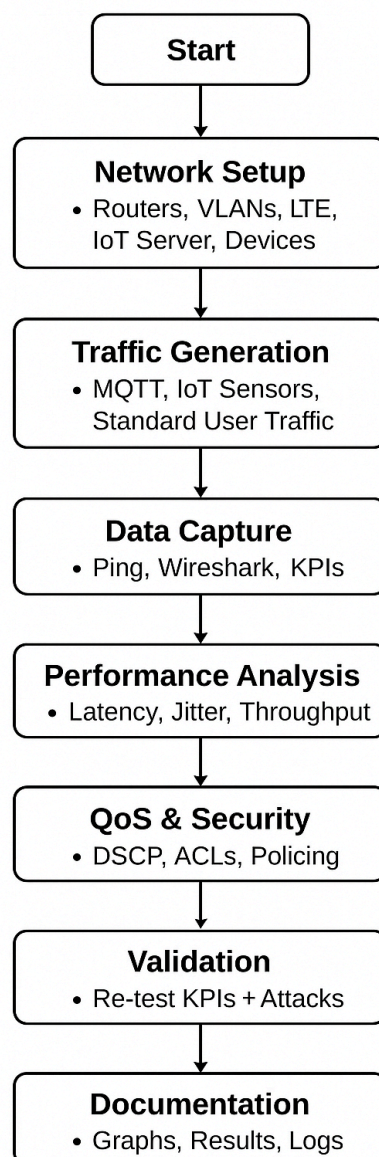 Start
Network Setup
• Routers, VLANs, LTE,
IoT Server, Devices
Traffic Generation
• MQTT, IoT Sensors,
Standard User Traffic
Data Capture
• Ping, Wireshark, KPIs
Performance Analysis
• Latency, Jitter, Throughput
QoS & Security
• DSCP, ACLs, Policing
Validation
• Re-test KPIs + Attacks
Documentation
• Graphs, Results, Logs